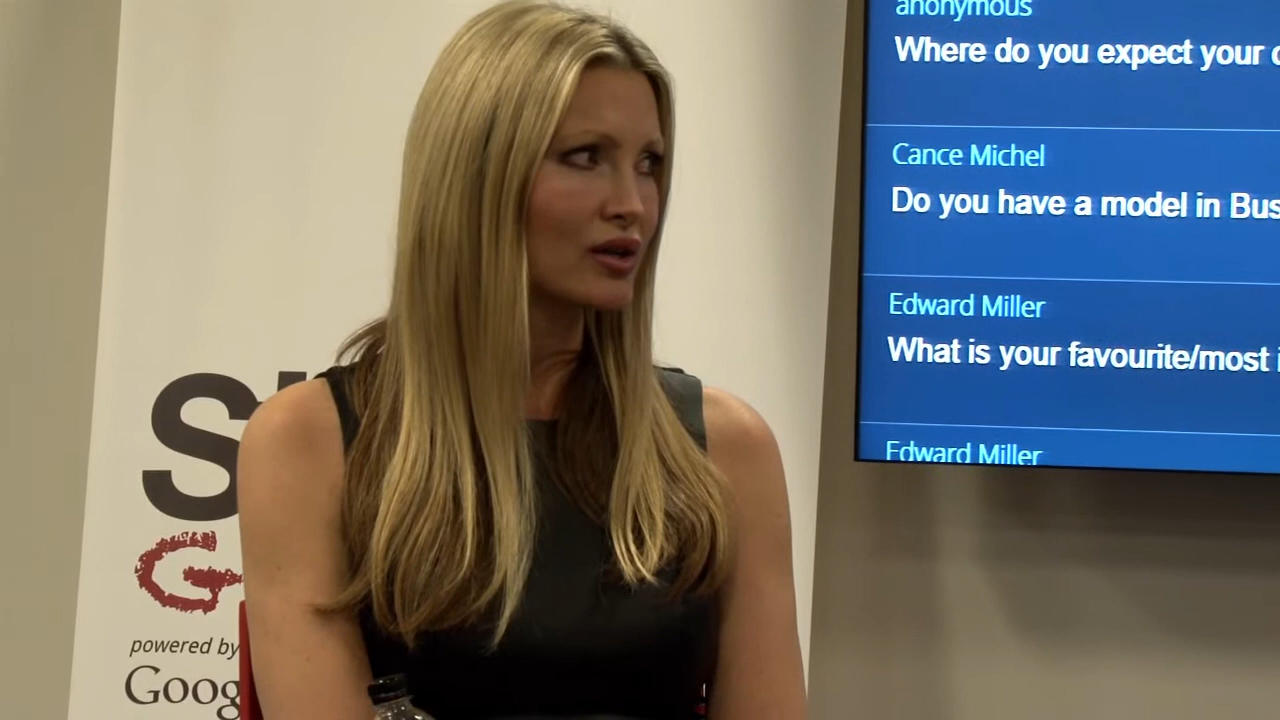 S
G
powered by
Goog
anonymous
Where do you expect your
Cance Michel
Do you have a model in Bus
Edward Miller
What is your favourite/most
Edward Miller